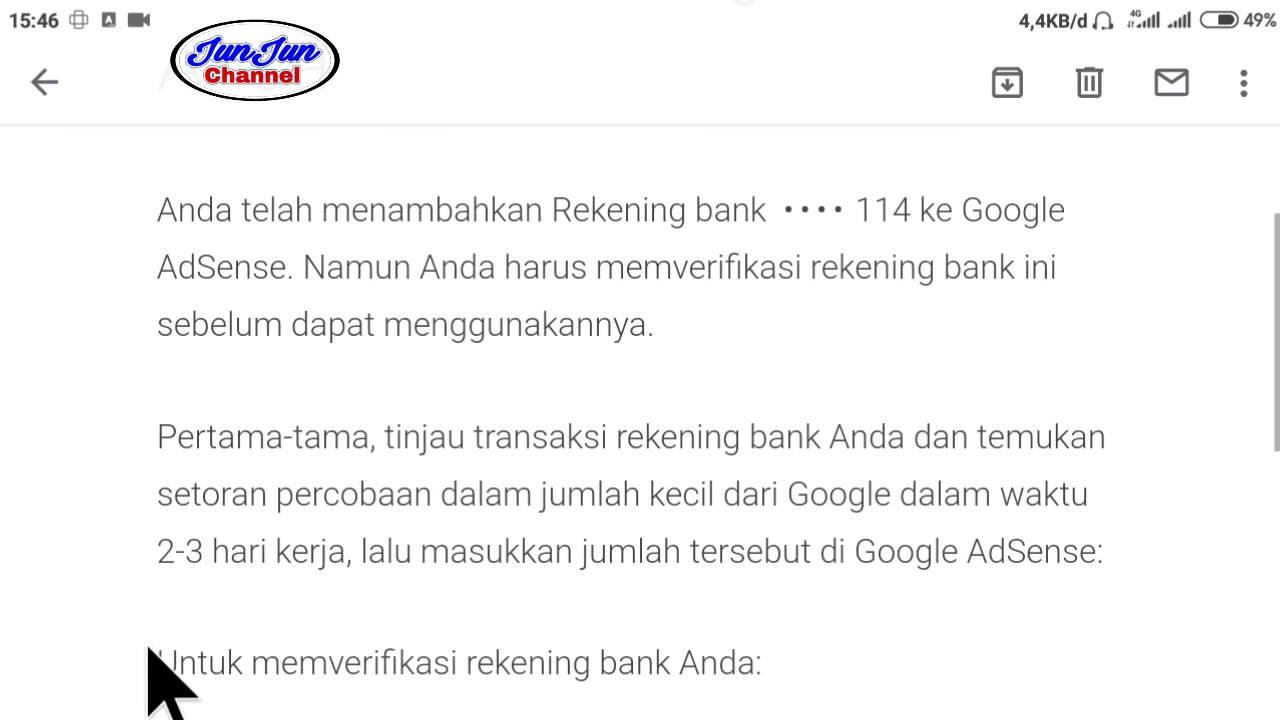 15:46
4,4KB/d 4G 49%
JunJun
Channel
Anda telah menambahkan Rekening bank •••• 114 ke Google
AdSense. Namun Anda harus memverifikasi rekening bank ini
sebelum dapat menggunakannya.
Pertama-tama, tinjau transaksi rekening bank Anda dan temukan
setoran percobaan dalam jumlah kecil dari Google dalam waktu
2-3 hari kerja, lalu masukkan jumlah tersebut di Google AdSense:
Untuk memverifikasi rekening bank Anda: